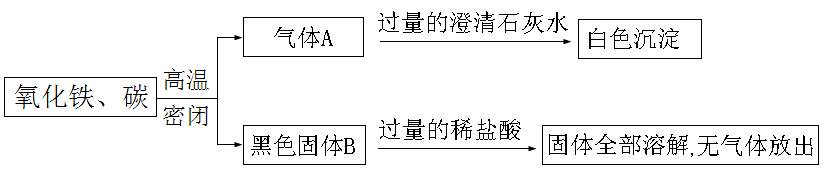 气体A
过量的澄清石灰水
白色沉淀
氧化铁、碳
高温
密闭
黑色固体B
过量的稀盐酸
固体全部溶解,无气体放出